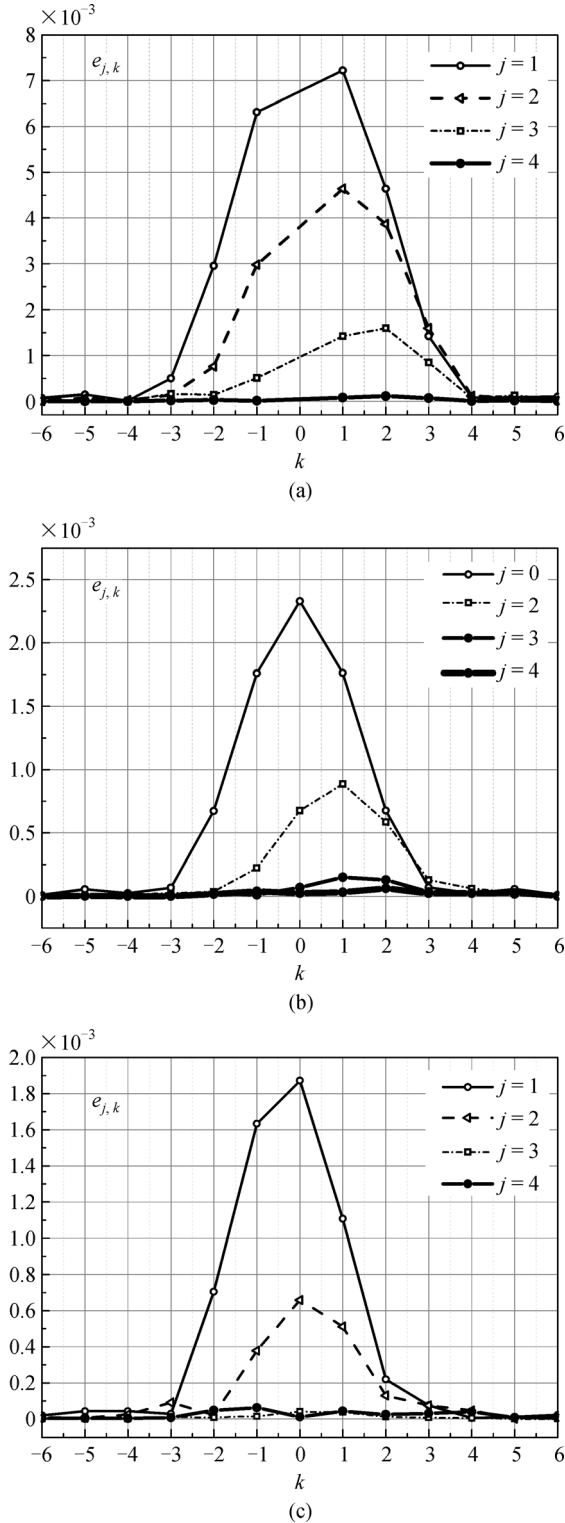 ×10⁻³
8
e_{j, k}
j = 1
7
j = 2
6
j = 3
5
j = 4
4
3
2
1
0
−6 −5 −4 −3 −2 −1 0 1 2 3 4 5 6
k
(a)
×10⁻³
e_{j, k}
j = 0
2.5
j = 2
2.0
j = 3
j = 4
1.5
1.0
0.5
0
−6 −5 −4 −3 −2 −1 0 1 2 3 4 5 6
k
(b)
×10⁻³
2.0
e_{j, k}
j = 1
1.8
j = 2
1.6
j = 3
1.4
j = 4
1.2
1.0
0.8
0.6
0.4
0.2
0
−6 −5 −4 −3 −2 −1 0 1 2 3 4 5 6
k
(c)